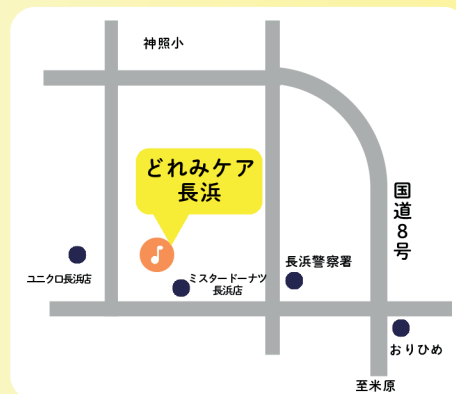 神照小
どれみケア
長浜
国道8号
長浜警察署
ユニクロ長浜店
ミスタードーナツ
長浜店
おりひめ
至米原